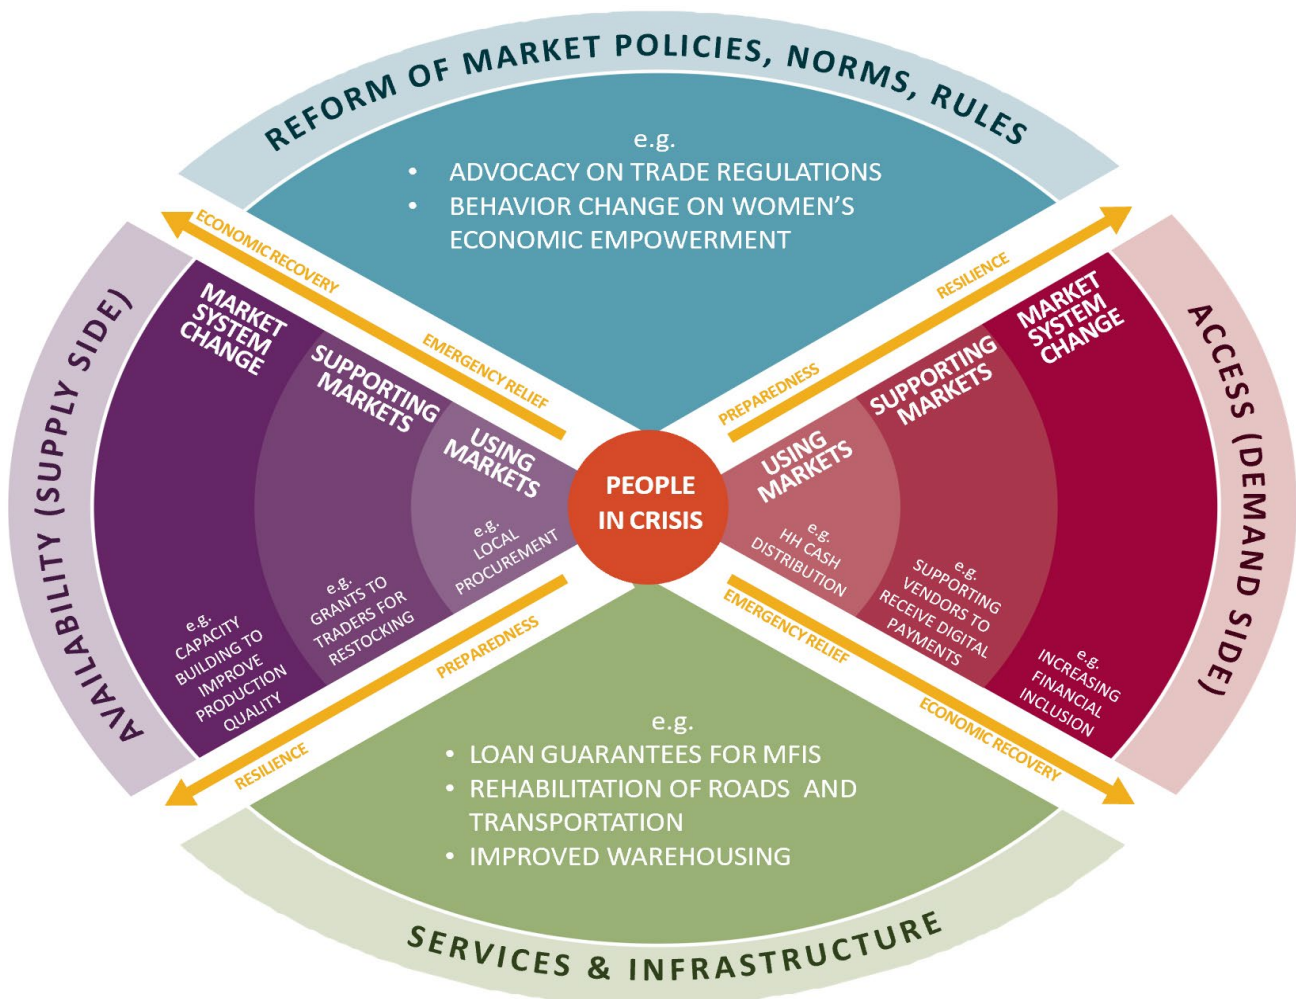 REFORM OF MARKET POLICIES, NORMS, RULES
e.g.
• ADVOCACY ON TRADE REGULATIONS
• BEHAVIOR CHANGE ON WOMEN'S
ECONOMIC EMPOWERMENT
ECONOMIC RECOVERY
EMERGENCY RELIEF
PREPAREDNESS
RESILIENCE
AVAILABILITY (SUPPLY SIDE)
MARKET
SYSTEM
CHANGE
e.g.
CAPACITY
BUILDING TO
IMPROVE
PRODUCTION
QUALITY
SUPPORTING
MARKETS
e.g.
GRANTS TO
TRADERS FOR
RESTOCKING
USING
MARKETS
e.g.
LOCAL
PROCUREMENT
PEOPLE
IN CRISIS
USING
MARKETS
e.g.
HH CASH
DISTRIBUTION
SUPPORTING
MARKETS
e.g.
SUPPORTING
VENDORS TO
RECEIVE DIGITAL
PAYMENTS
MARKET
SYSTEM
CHANGE
e.g.
INCREASING
FINANCIAL
INCLUSION
ACCESS (DEMAND SIDE)
RESILIENCE
PREPAREDNESS
EMERGENCY RELIEF
ECONOMIC RECOVERY
e.g.
• LOAN GUARANTEES FOR MFIS
• REHABILITATION OF ROADS AND
TRANSPORTATION
• IMPROVED WAREHOUSING
SERVICES & INFRASTRUCTURE